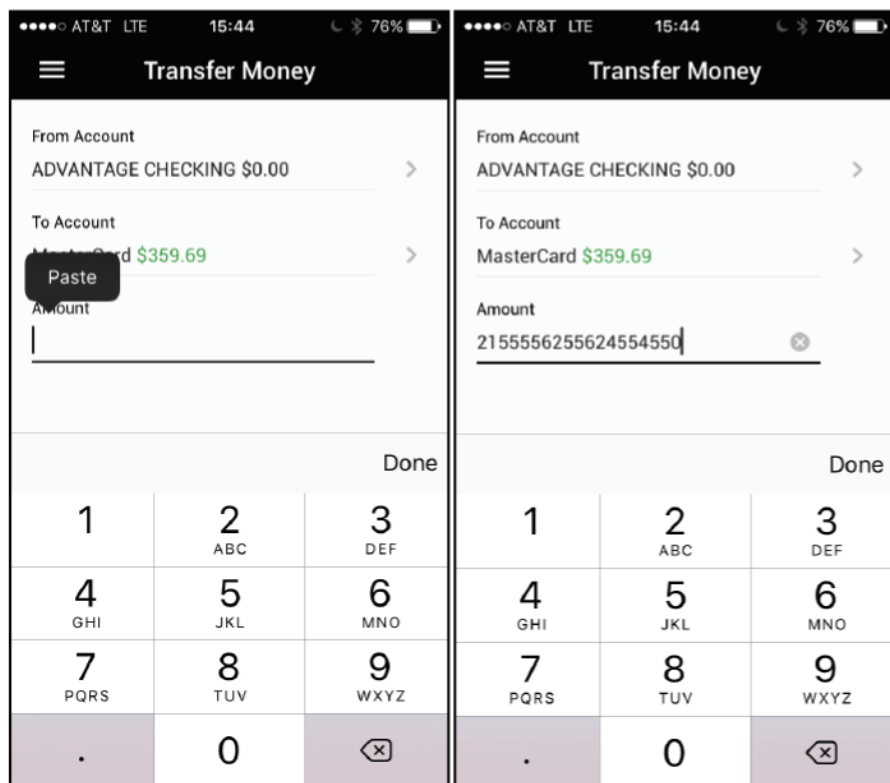 AT&T LTE 15:44 76%
Transfer Money
From Account
ADVANTAGE CHECKING $0.00
To Account
MasterCard $359.69
Paste
Amount
Done
1 2 3
ABC DEF
4 5 6
GHI JKL MNO
7 8 9
PQRS TUV WXYZ
. 0
AT&T LTE 15:44 76%
Transfer Money
From Account
ADVANTAGE CHECKING $0.00
To Account
MasterCard $359.69
Amount
2155556255624554550
Done
1 2 3
ABC DEF
4 5 6
GHI JKL MNO
7 8 9
PQRS TUV WXYZ
. 0